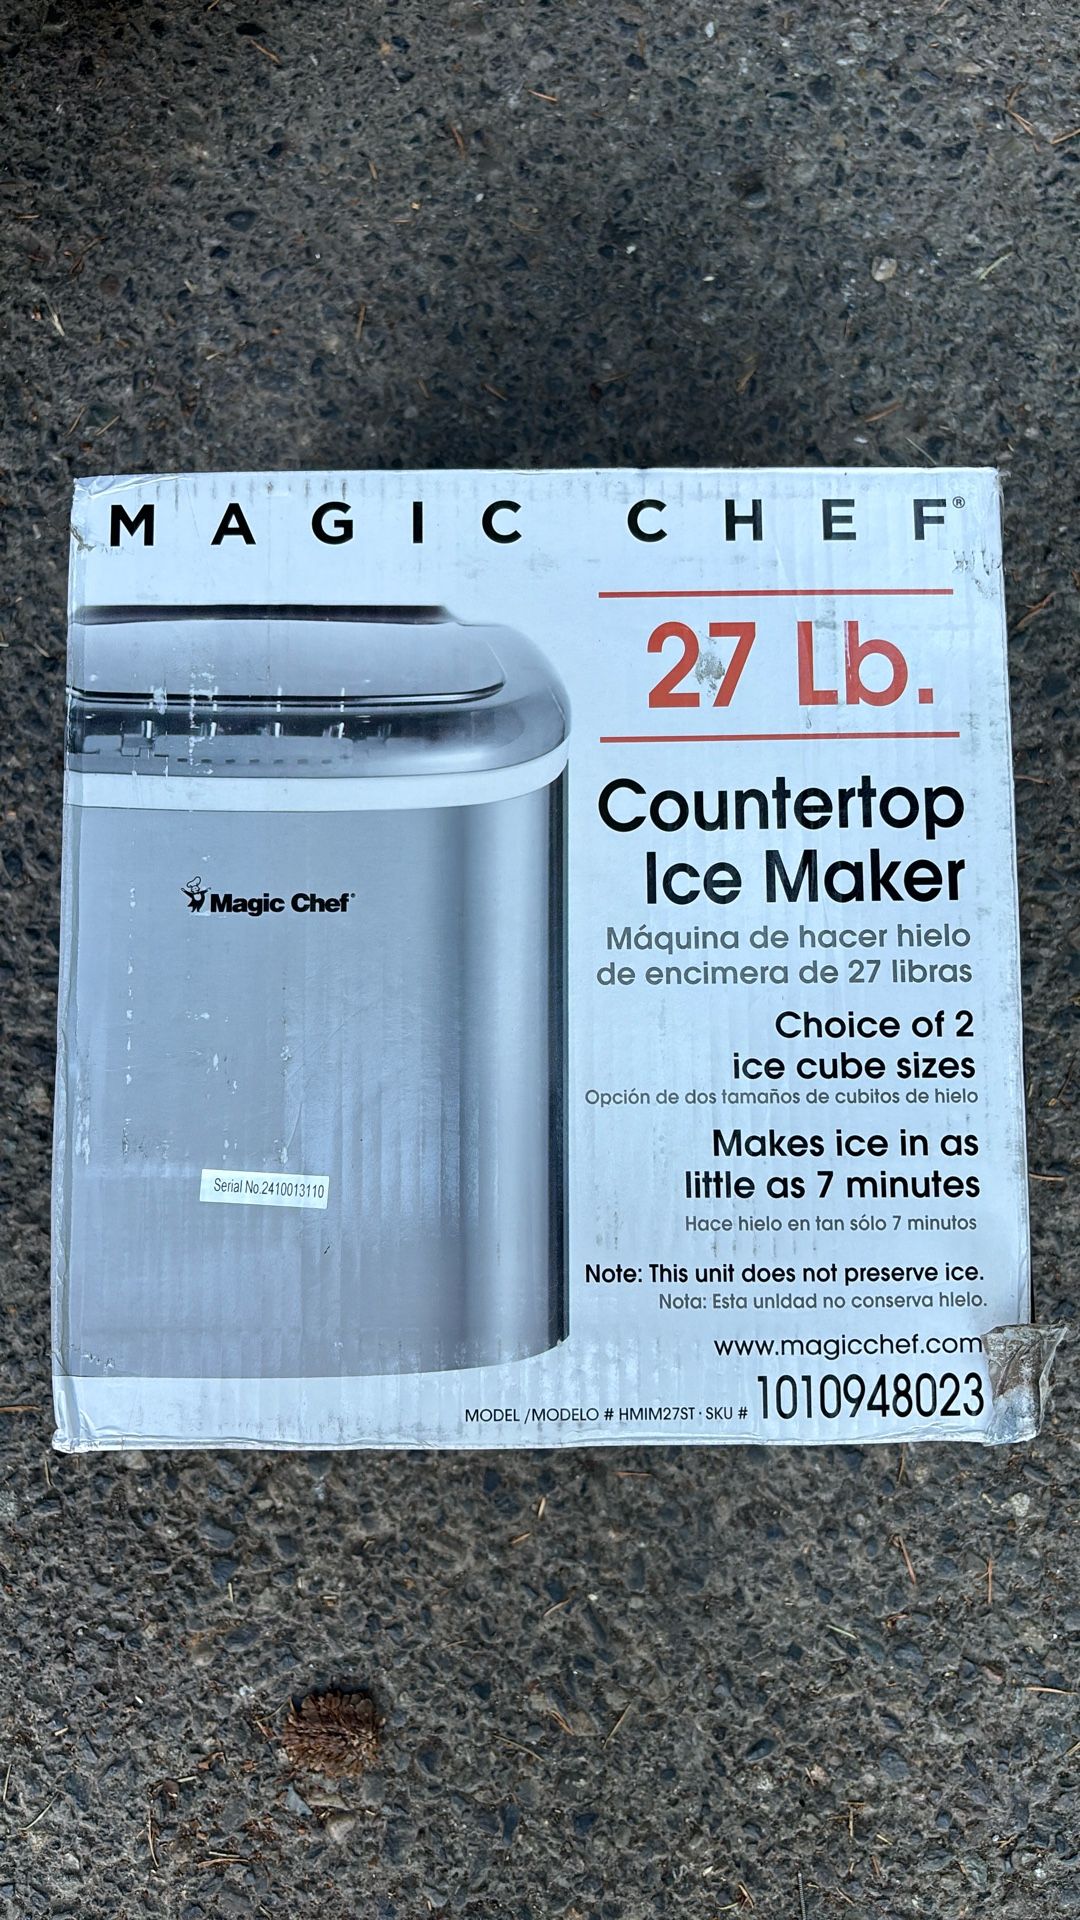 MAGIC CHEF®
27 Lb.
Countertop
Ice Maker
Máquina de hacer hielo
de encimera de 27 libras
Choice of 2
ice cube sizes
Opción de dos tamaños de cubitos de hielo
Makes ice in as
little as 7 minutes
Hace hielo en tan sólo 7 minutos
Note: This unit does not preserve ice.
Nota: Esta unidad no conserva hielo.
www.magicchef.com
MODEL /MODELO # HMIM27ST · SKU # 1010948023
Magic Chef®
Serial No.2410013110